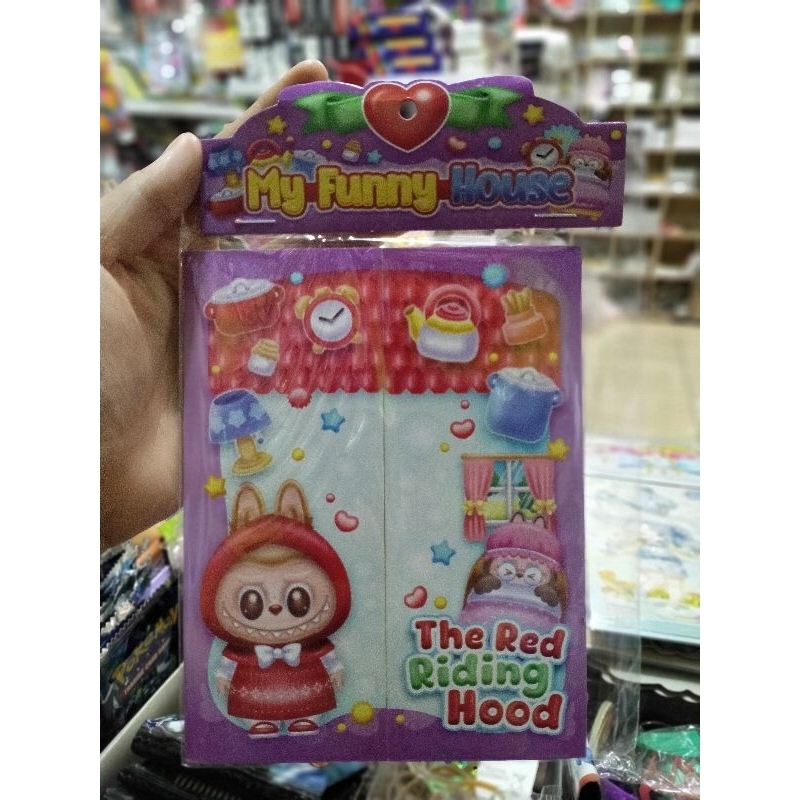 My Funny House
The Red
Riding
Hood